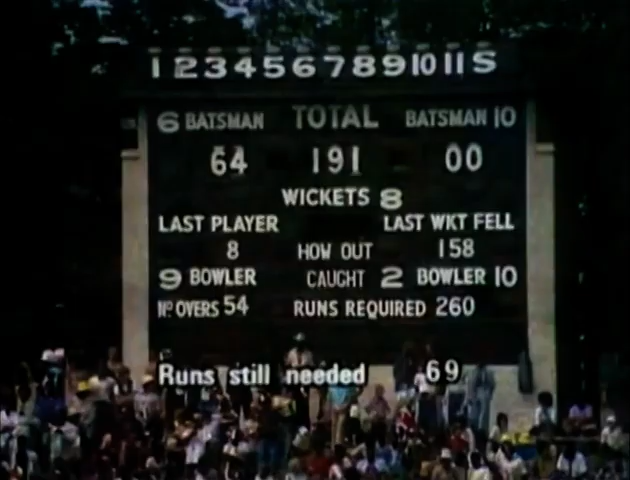 1 2 3 4 5 6 7 8 9 10 11 S
6 BATSMAN TOTAL BATSMAN 10
64 191 00
WICKETS 8
LAST PLAYER LAST WKT FELL
8 HOW OUT 158
9 BOWLER CAUGHT 2 BOWLER 10
Nº OVERS 54 RUNS REQUIRED 260
Runs still needed 69